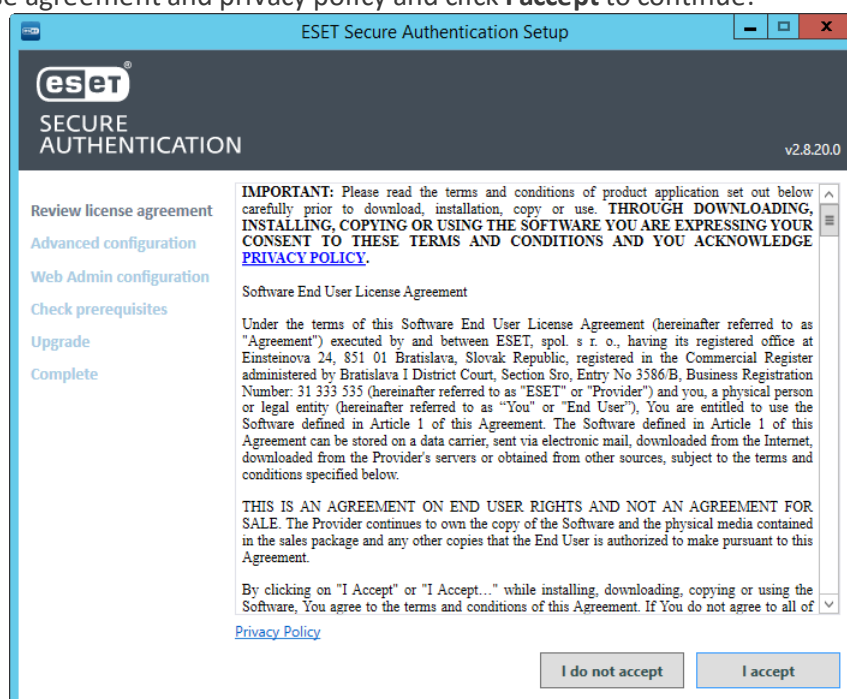 se agreement and privacy policy and click I accept to continue.
ESET Secure Authentication Setup
eseT
SECURE
AUTHENTICATION
v2.8.20.0
Review license agreement
Advanced configuration
Web Admin configuration
Check prerequisites
Upgrade
Complete
IMPORTANT: Please read the terms and conditions of product application set out below
carefully prior to download, installation, copy or use. THROUGH DOWNLOADING,
INSTALLING, COPYING OR USING THE SOFTWARE YOU ARE EXPRESSING YOUR
CONSENT TO THESE TERMS AND CONDITIONS AND YOU ACKNOWLEDGE
PRIVACY POLICY.
Software End User License Agreement
Under the terms of this Software End User License Agreement (hereinafter referred to as
"Agreement") executed by and between ESET, spol. s r. o., having its registered office at
Einsteinova 24, 851 01 Bratislava, Slovak Republic, registered in the Commercial Register
administered by Bratislava I District Court, Section Sro, Entry No 3586/B, Business Registration
Number: 31 333 535 (hereinafter referred to as "ESET" or "Provider") and you, a physical person
or legal entity (hereinafter referred to as “You” or "End User"), You are entitled to use the
Software defined in Article 1 of this Agreement. The Software defined in Article 1 of this
Agreement can be stored on a data carrier, sent via electronic mail, downloaded from the Internet,
downloaded from the Provider's servers or obtained from other sources, subject to the terms and
conditions specified below.
THIS IS AN AGREEMENT ON END USER RIGHTS AND NOT AN AGREEMENT FOR
SALE. The Provider continues to own the copy of the Software and the physical media contained
in the sales package and any other copies that the End User is authorized to make pursuant to this
Agreement.
By clicking on "I Accept" or "I Accept…" while installing, downloading, copying or using the
Software, You agree to the terms and conditions of this Agreement. If You do not agree to all of
Privacy Policy
I do not accept
I accept